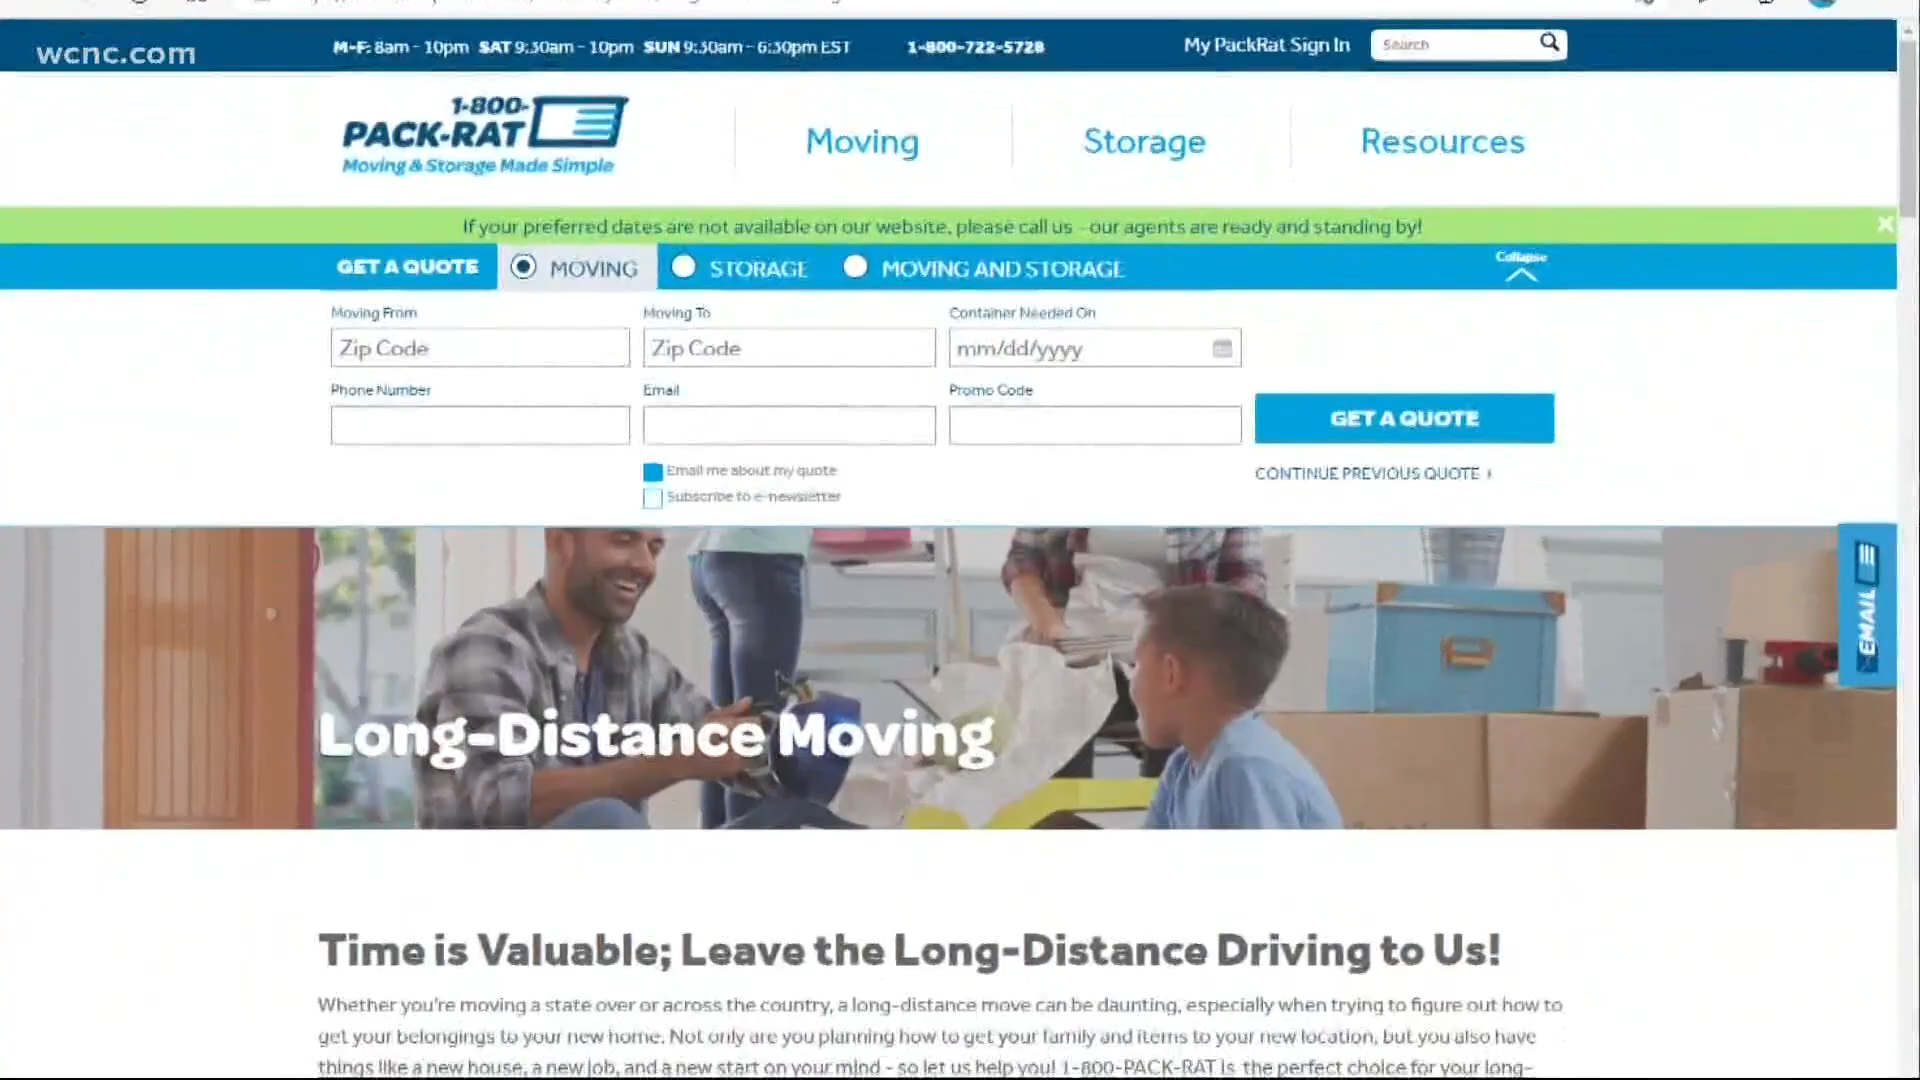 wcnc.com
M-F: 8am - 10pm SAT 9:30am - 10pm SUN 9:30am - 6:30pm EST
1-800-722-5728
My PackRat Sign In
Search
1-800-
PACK-RAT
Moving & Storage Made Simple
Moving
Storage
Resources
If your preferred dates are not available on our website, please call us - our agents are ready and standing by!
GET A QUOTE
MOVING
STORAGE
MOVING AND STORAGE
Collapse
Moving From
Moving To
Container Needed On
Zip Code
Zip Code
mm/dd/yyyy
Phone Number
Email
Promo Code
GET A QUOTE
Email me about my quote
CONTINUE PREVIOUS QUOTE
Subscribe to e-newsletter
EMAIL
Long-Distance Moving
Time is Valuable; Leave the Long-Distance Driving to Us!
Whether you're moving a state over or across the country, a long-distance move can be daunting, especially when trying to figure out how to
get your belongings to your new home. Not only are you planning how to get your family and items to your new location, but you also have
things like a new house, a new job, and a new start on your mind - so let us help you! 1-800-PACK-RAT is the perfect choice for your long-